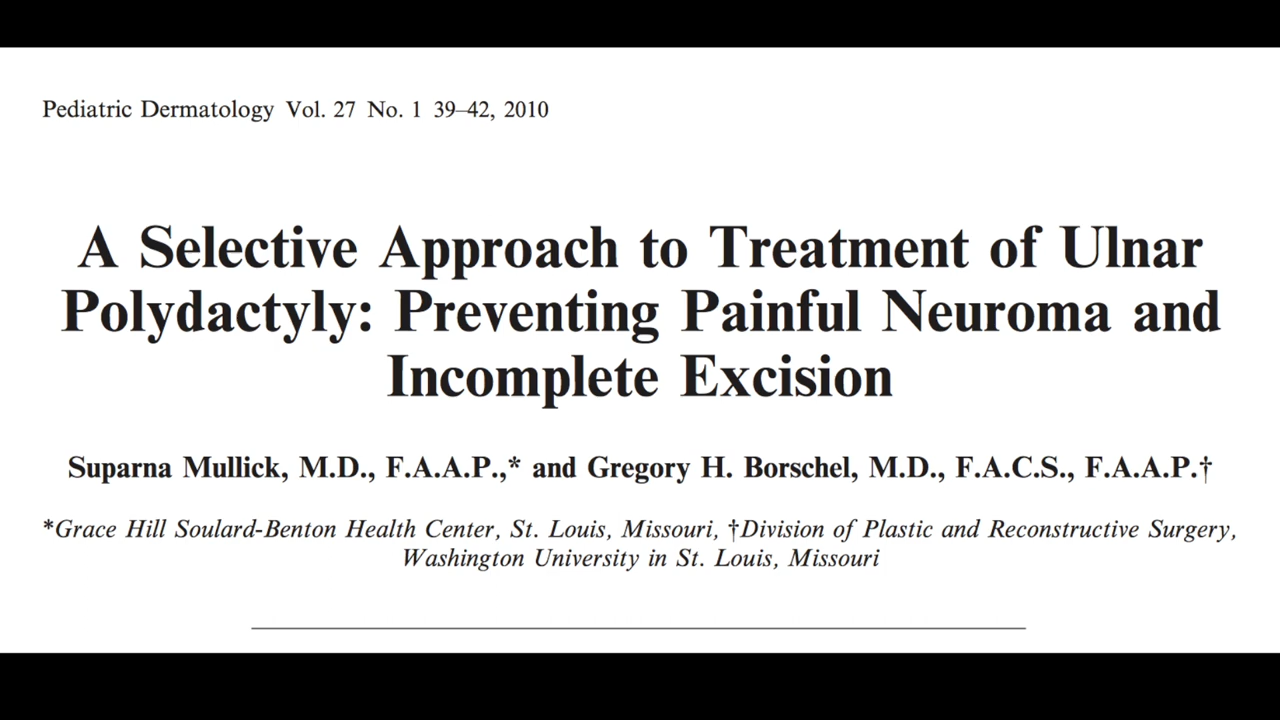 Pediatric Dermatology Vol. 27 No. 1 39–42, 2010
A Selective Approach to Treatment of Ulnar
Polydactyly: Preventing Painful Neuroma and
Incomplete Excision
Suparna Mullick, M.D., F.A.A.P.,* and Gregory H. Borschel, M.D., F.A.C.S., F.A.A.P.†
*Grace Hill Soulard-Benton Health Center, St. Louis, Missouri, †Division of Plastic and Reconstructive Surgery,
Washington University in St. Louis, Missouri